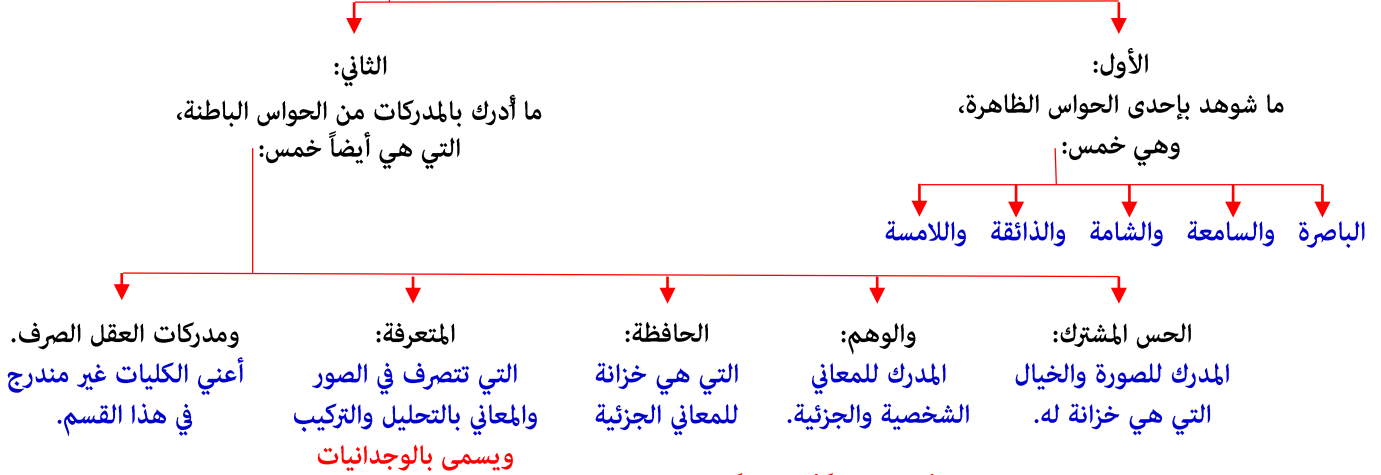 الأول:
ما شوهد بإحدى الحواس الظاهرة،
وهي خمس:
الباصرة والسامعة والشامة والذائقة واللامسة
الثاني:
ما أُدرك بالمدركات من الحواس الباطنة،
التي هي أيضاً خمس:
الحس المشترك:
المدرك للصورة والخيال
التي هي خزانة له.
والوهم:
المدرك للمعاني
الشخصية والجزئية.
الحافظة:
التي هي خزانة
للمعاني الجزئية
المتعرفة:
التي تتصرف في الصور
والمعاني بالتحليل والتركيب
ويسمى بالوجدانيات
ومدركات العقل الصرف.
أعني الكليات غير مندرج
في هذا القسم.